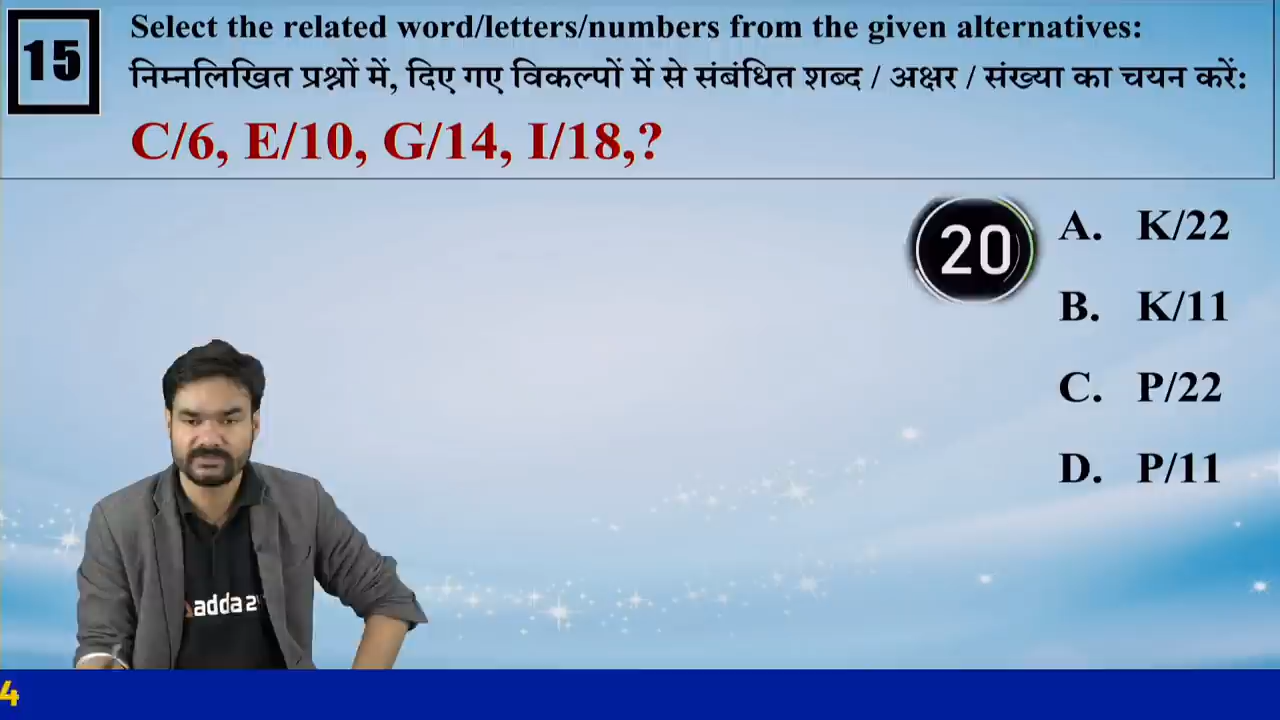 15
Select the related word/letters/numbers from the given alternatives:
निम्नलिखित प्रश्नों में, दिए गए विकल्पों में से संबंधित शब्द / अक्षर / संख्या का चयन करें:
C/6, E/10, G/14, I/18,?
20
A. K/22
B. K/11
C. P/22
D. P/11
adda 2
4